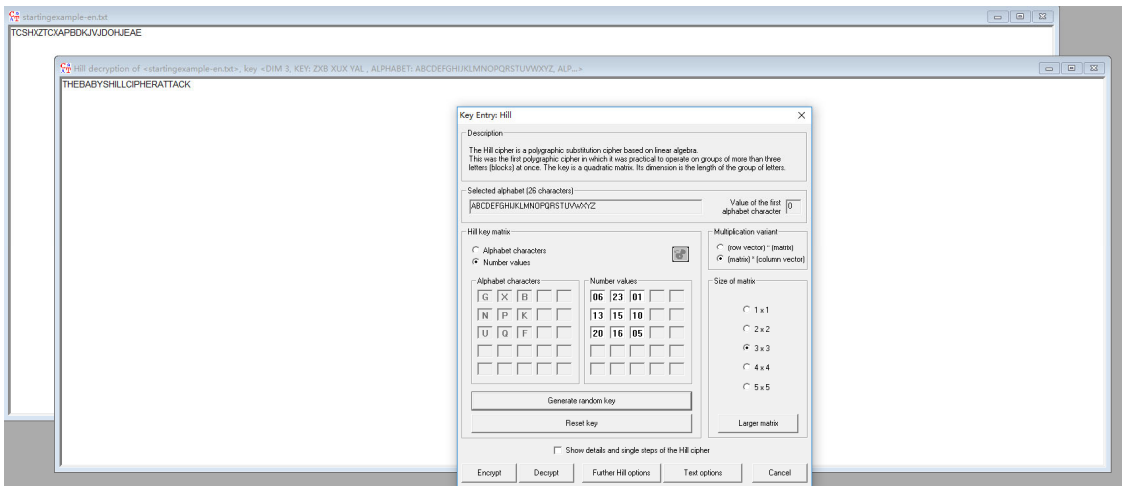 startingexample-en.txt
TCSHXZTCXAPBDKJVJDOHJEAE
Hill decryption of <startingexample-en.txt>, key <DIM 3, KEY: ZXB XUX YAL , ALPHABET: ABCDEFGHIJKLMNOPQRSTUVWXYZ, ALP...>
THEBABYSHILLCIPHERATTACK
Key Entry: Hill
Description
The Hill cipher is a polygraphic substitution cipher based on linear algebra.
This was the first polygraphic cipher in which it was practical to operate on groups of more than three
letters (blocks) at once. The key is a quadratic matrix. Its dimension is the length of the group of letters.
Selected alphabet (26 characters)
ABCDEFGHIJKLMNOPQRSTUVWXYZ
Value of the first
alphabet character
0
Hill key matrix
Alphabet characters
Number values
Multiplication variant
(row vector) * (matrix)
(matrix) * (column vector)
Alphabet characters
G X B
N P K
U Q F
Number values
06 23 01
13 15 10
20 16 05
Size of matrix
1 x 1
2 x 2
3 x 3
4 x 4
5 x 5
Generate random key
Reset key
Larger matrix
Show details and single steps of the Hill cipher
Encrypt
Decrypt
Further Hill options
Text options
Cancel